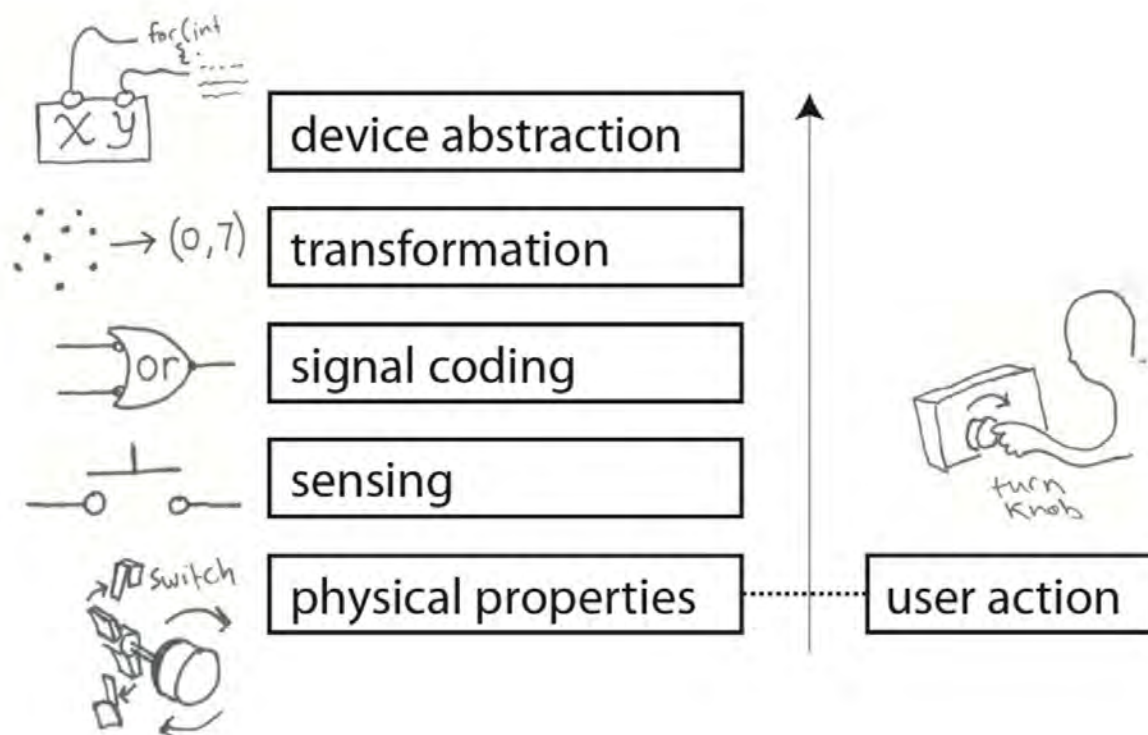 for(int
{
X Y
device abstraction
→ (0,7)
transformation
or
signal coding
sensing
turn
knob
switch
physical properties
user action